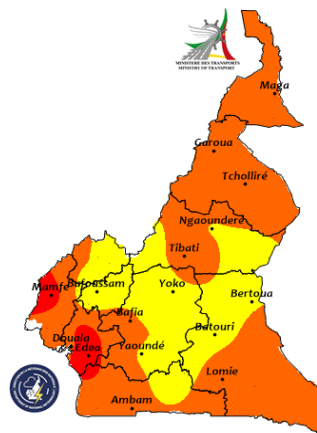 MINISTERE DES TRANSPORTS
MINISTRY OF TRANSPORT
Maga
Garoua
Tcholliré
Ngaoundere
Tibati
Mamfe
Bafoussam
Yoko
Bertoua
Bafia
Douala
Edea
Yaoundé
Batouri
Lomie
Ambam